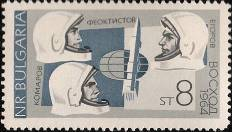 NR. BULGARIA
ФЕОКТИСТОВ
КОМАРОВ
ЕГОРОВ
ВОСХОД
1964
ST 8